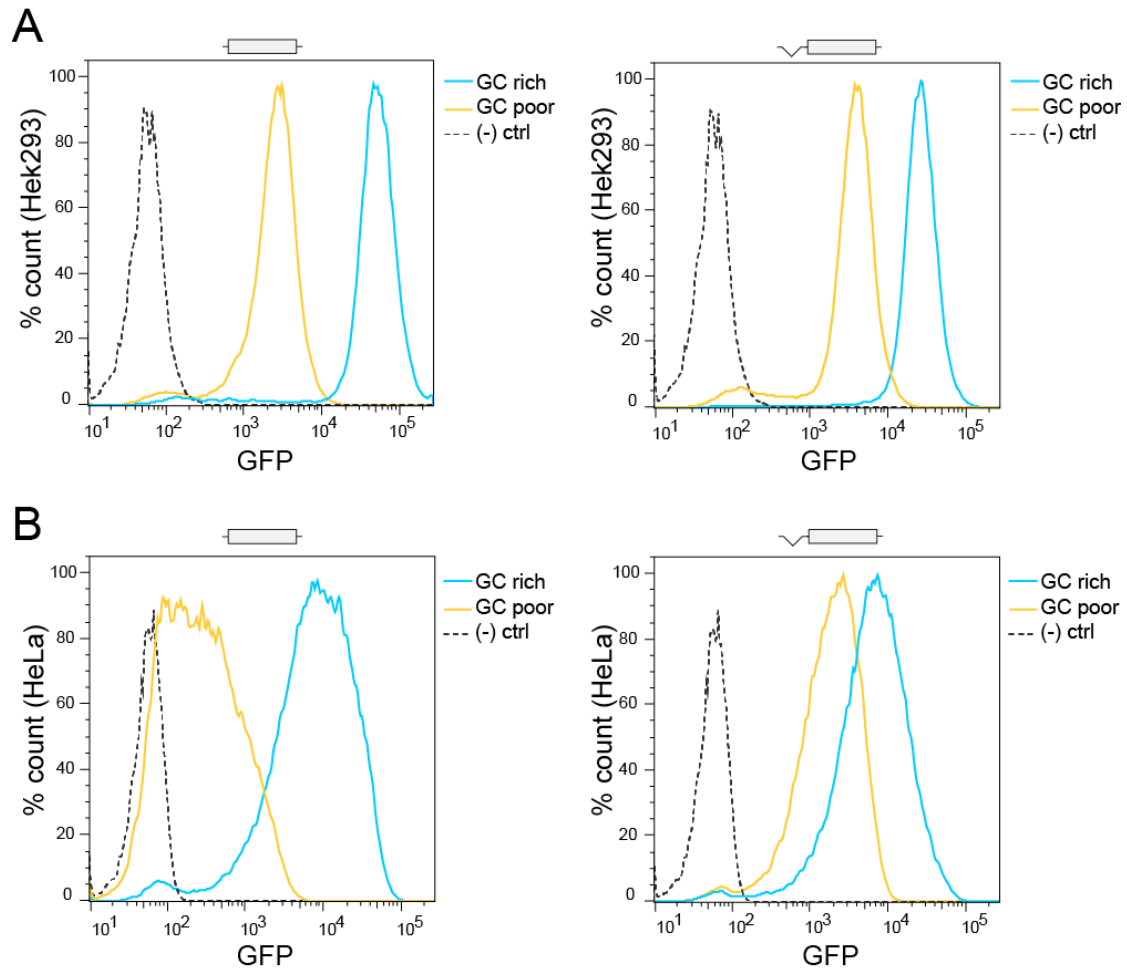 A
% count (Hek293)
100
80
60
40
20
0
10^1 10^2 10^3 10^4 10^5
GFP
GC rich
GC poor
(-) ctrl
% count (Hek293)
100
80
60
40
20
0
10^1 10^2 10^3 10^4 10^5
GFP
GC rich
GC poor
(-) ctrl
B
% count (HeLa)
100
80
60
40
20
0
10^1 10^2 10^3 10^4 10^5
GFP
GC rich
GC poor
(-) ctrl
% count (HeLa)
100
80
60
40
20
0
10^1 10^2 10^3 10^4 10^5
GFP
GC rich
GC poor
(-) ctrl